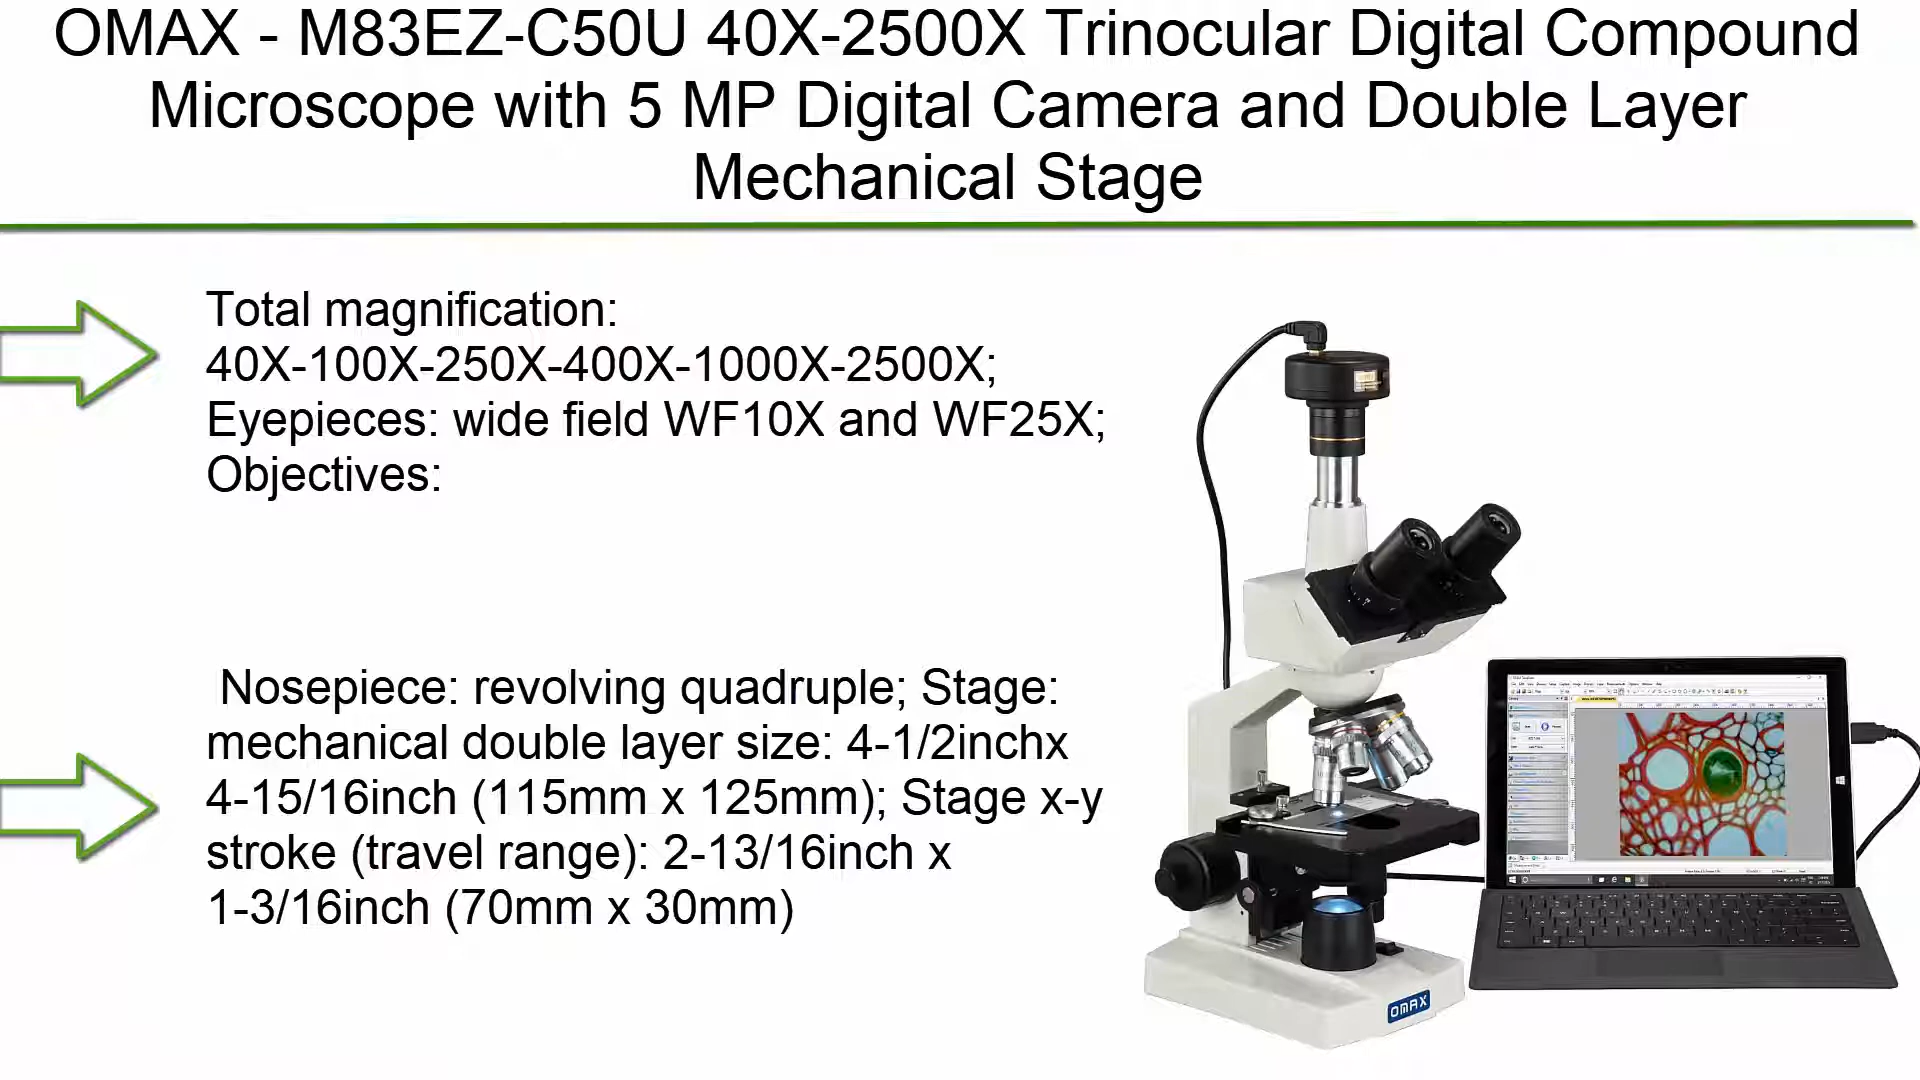 OMAX - M83EZ-C50U 40X-2500X Trinocular Digital Compound
Microscope with 5 MP Digital Camera and Double Layer
Mechanical Stage
Total magnification:
40X-100X-250X-400X-1000X-2500X;
Eyepieces: wide field WF10X and WF25X;
Objectives:
Nosepiece: revolving quadruple; Stage:
mechanical double layer size: 4-1/2inchx
4-15/16inch (115mm x 125mm); Stage x-y
stroke (travel range): 2-13/16inch x
1-3/16inch (70mm x 30mm)
OMAX